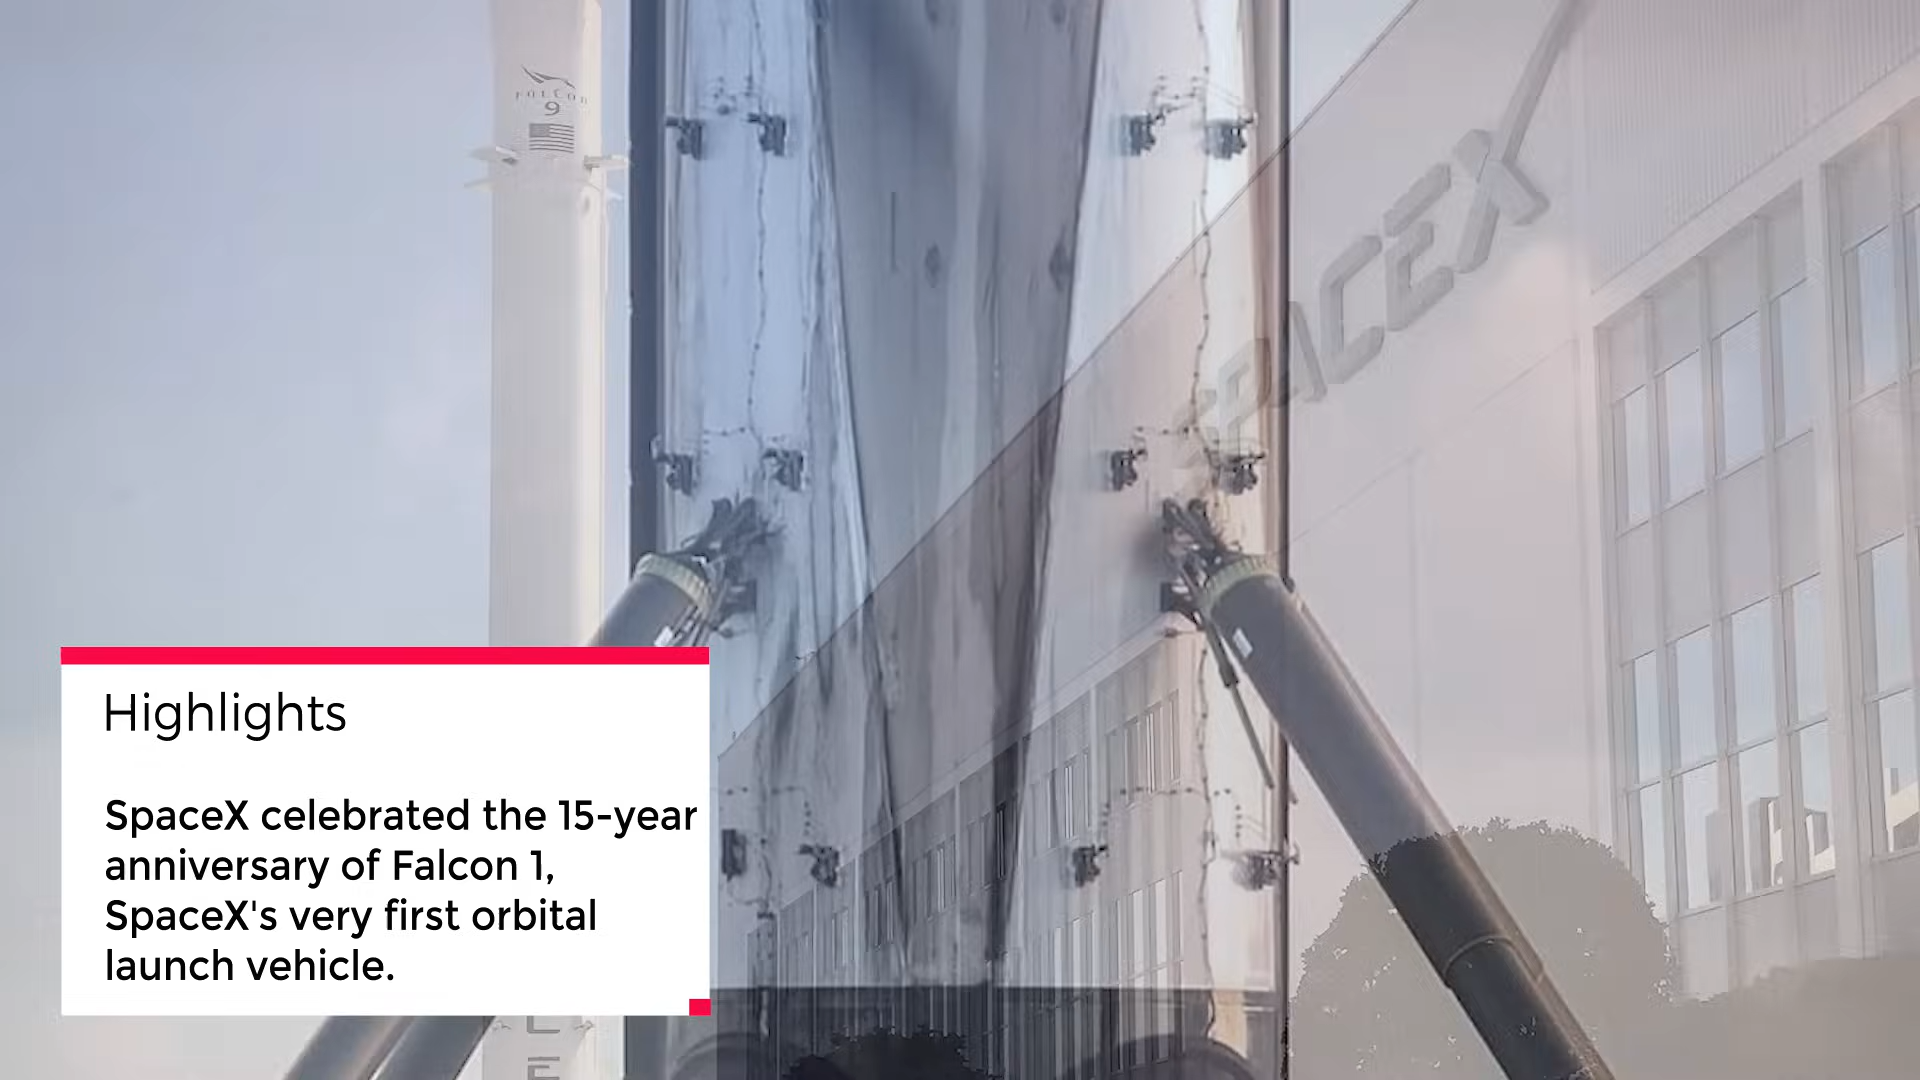 FALCON
9
SPACEX
Highlights
SpaceX celebrated the 15-year
anniversary of Falcon 1,
SpaceX's very first orbital
launch vehicle.